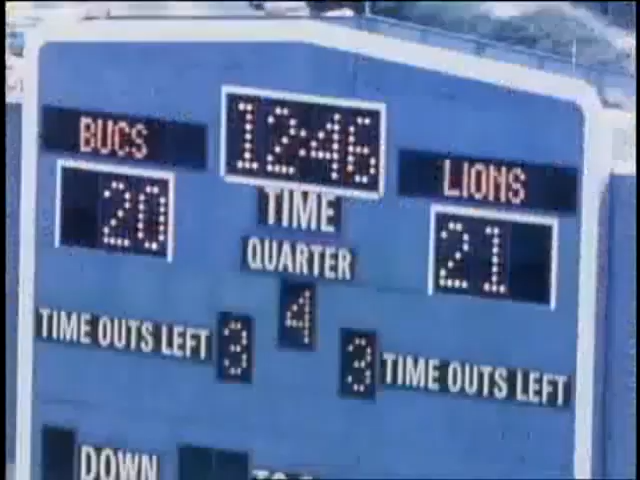 12:46
BUCS
LIONS
20
TIME
21
QUARTER
4
TIME OUTS LEFT 3
3 TIME OUTS LEFT
DOWN